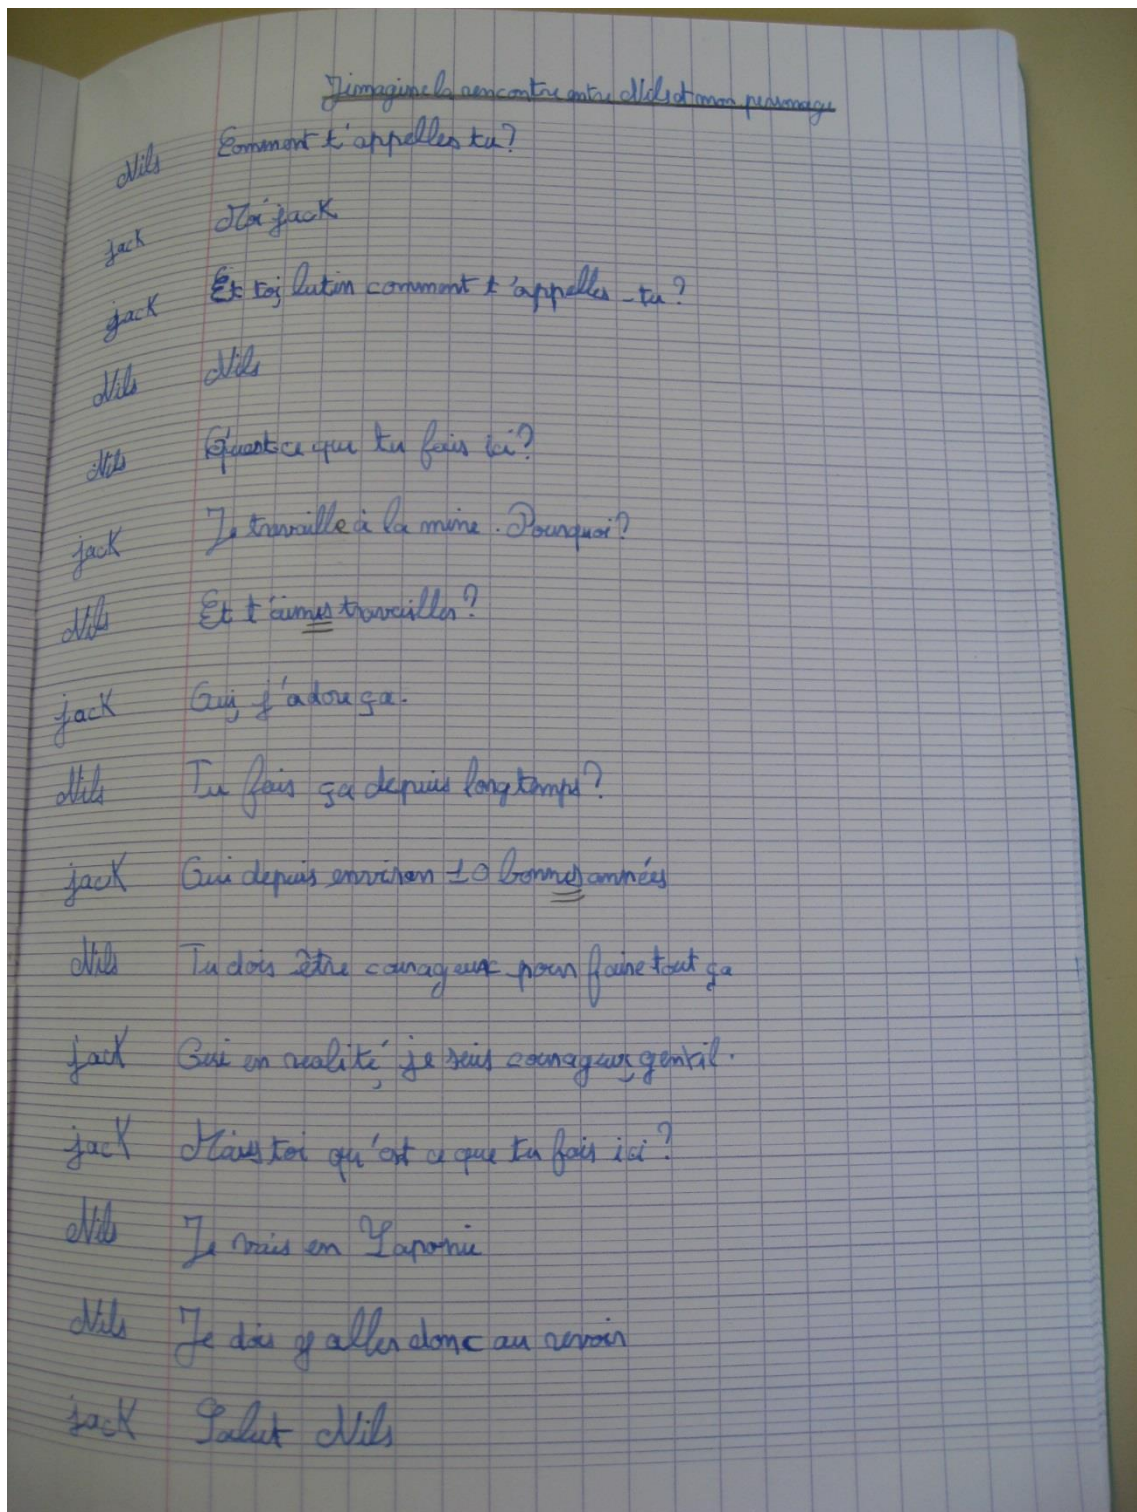 J'imagine la rencontre entre Nils et mon personage
Nils Comment t'appelles tu?
jack Moi jack
jack Et toi, lutin comment t'appelles-tu?
Nils Nils
Nils Qu'est ce que tu fais ici?
jack Je travaille à la mine. Pourquoi?
Nils Et t'aimes travailler?
jack Oui, j'adore ça.
Nils Tu fais ça depuis longtemps?
jack Oui depuis environ 10 bonnes années
Nils Tu dois être courageux pour faire tout ça
jack Oui en realité, je suis courageux, gentil.
jack Mais toi qu'est ce que tu fais ici?
Nils Je vais en Laponie
Nils Je dois y aller donc au revoir
jack Salut Nils